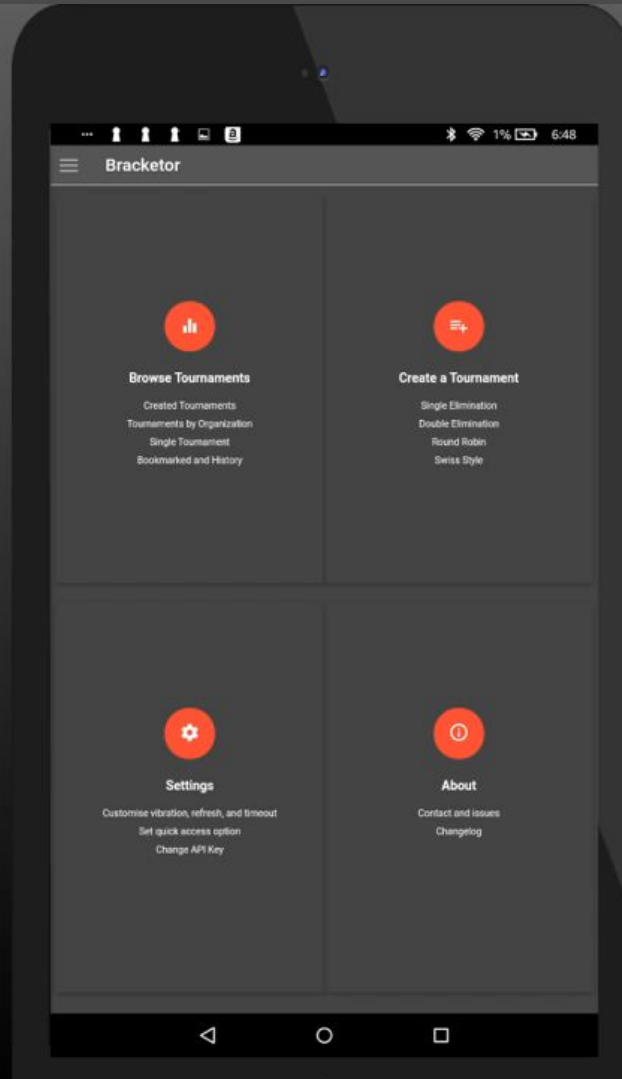 1% 6:48
Bracketor
Browse Tournaments
Created Tournaments
Tournaments by Organization
Single Tournament
Bookmarked and History
Create a Tournament
Single Elimination
Double Elimination
Round Robin
Swiss Style
Settings
Customise vibration, refresh, and timeout
Set quick access option
Change API Key
About
Contact and issues
Changelog